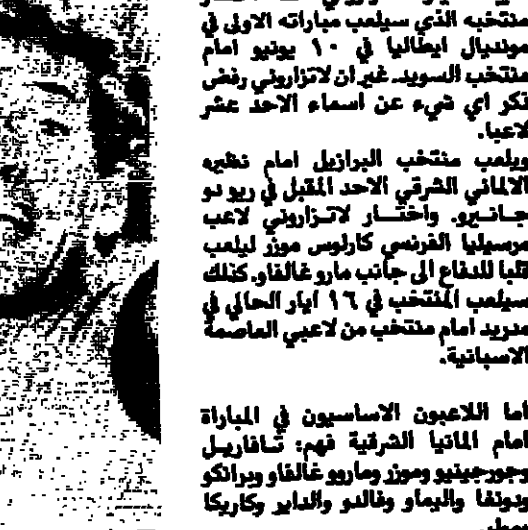 منتخبه الذي سيلعب مباراته الاولى في
مونديال ايطاليا في ١٠ يونيو امام
منتخب السويد. غير ان لاتزاروني رفض
ذكر اي شيء عن اسماء الاحد عشر
لاعبا.
ويلعب منتخب البرازيل امام نظيره
الالماني الشرقي الاحد المقبل في ريو دو
جانيرو. واختار لاتزاروني لاعب
مرسيليا الفرنسي كارلوس موزر ليلعب
قلبا للدفاع الى جانب مارو غالفاو. كذلك
سيلعب المنتخب في ١٦ ايار الحالي في
مدريد امام منتخب من لاعبي العاصمة
الاسبانية.
اما اللاعبون الاساسيون في المباراة
امام المانيا الشرقية فهم: تافاريل
وجورجينيو وموزر وماورو غالفاو وبرانكو
ودونغا واليماو وفالدو والداير وكاريكا